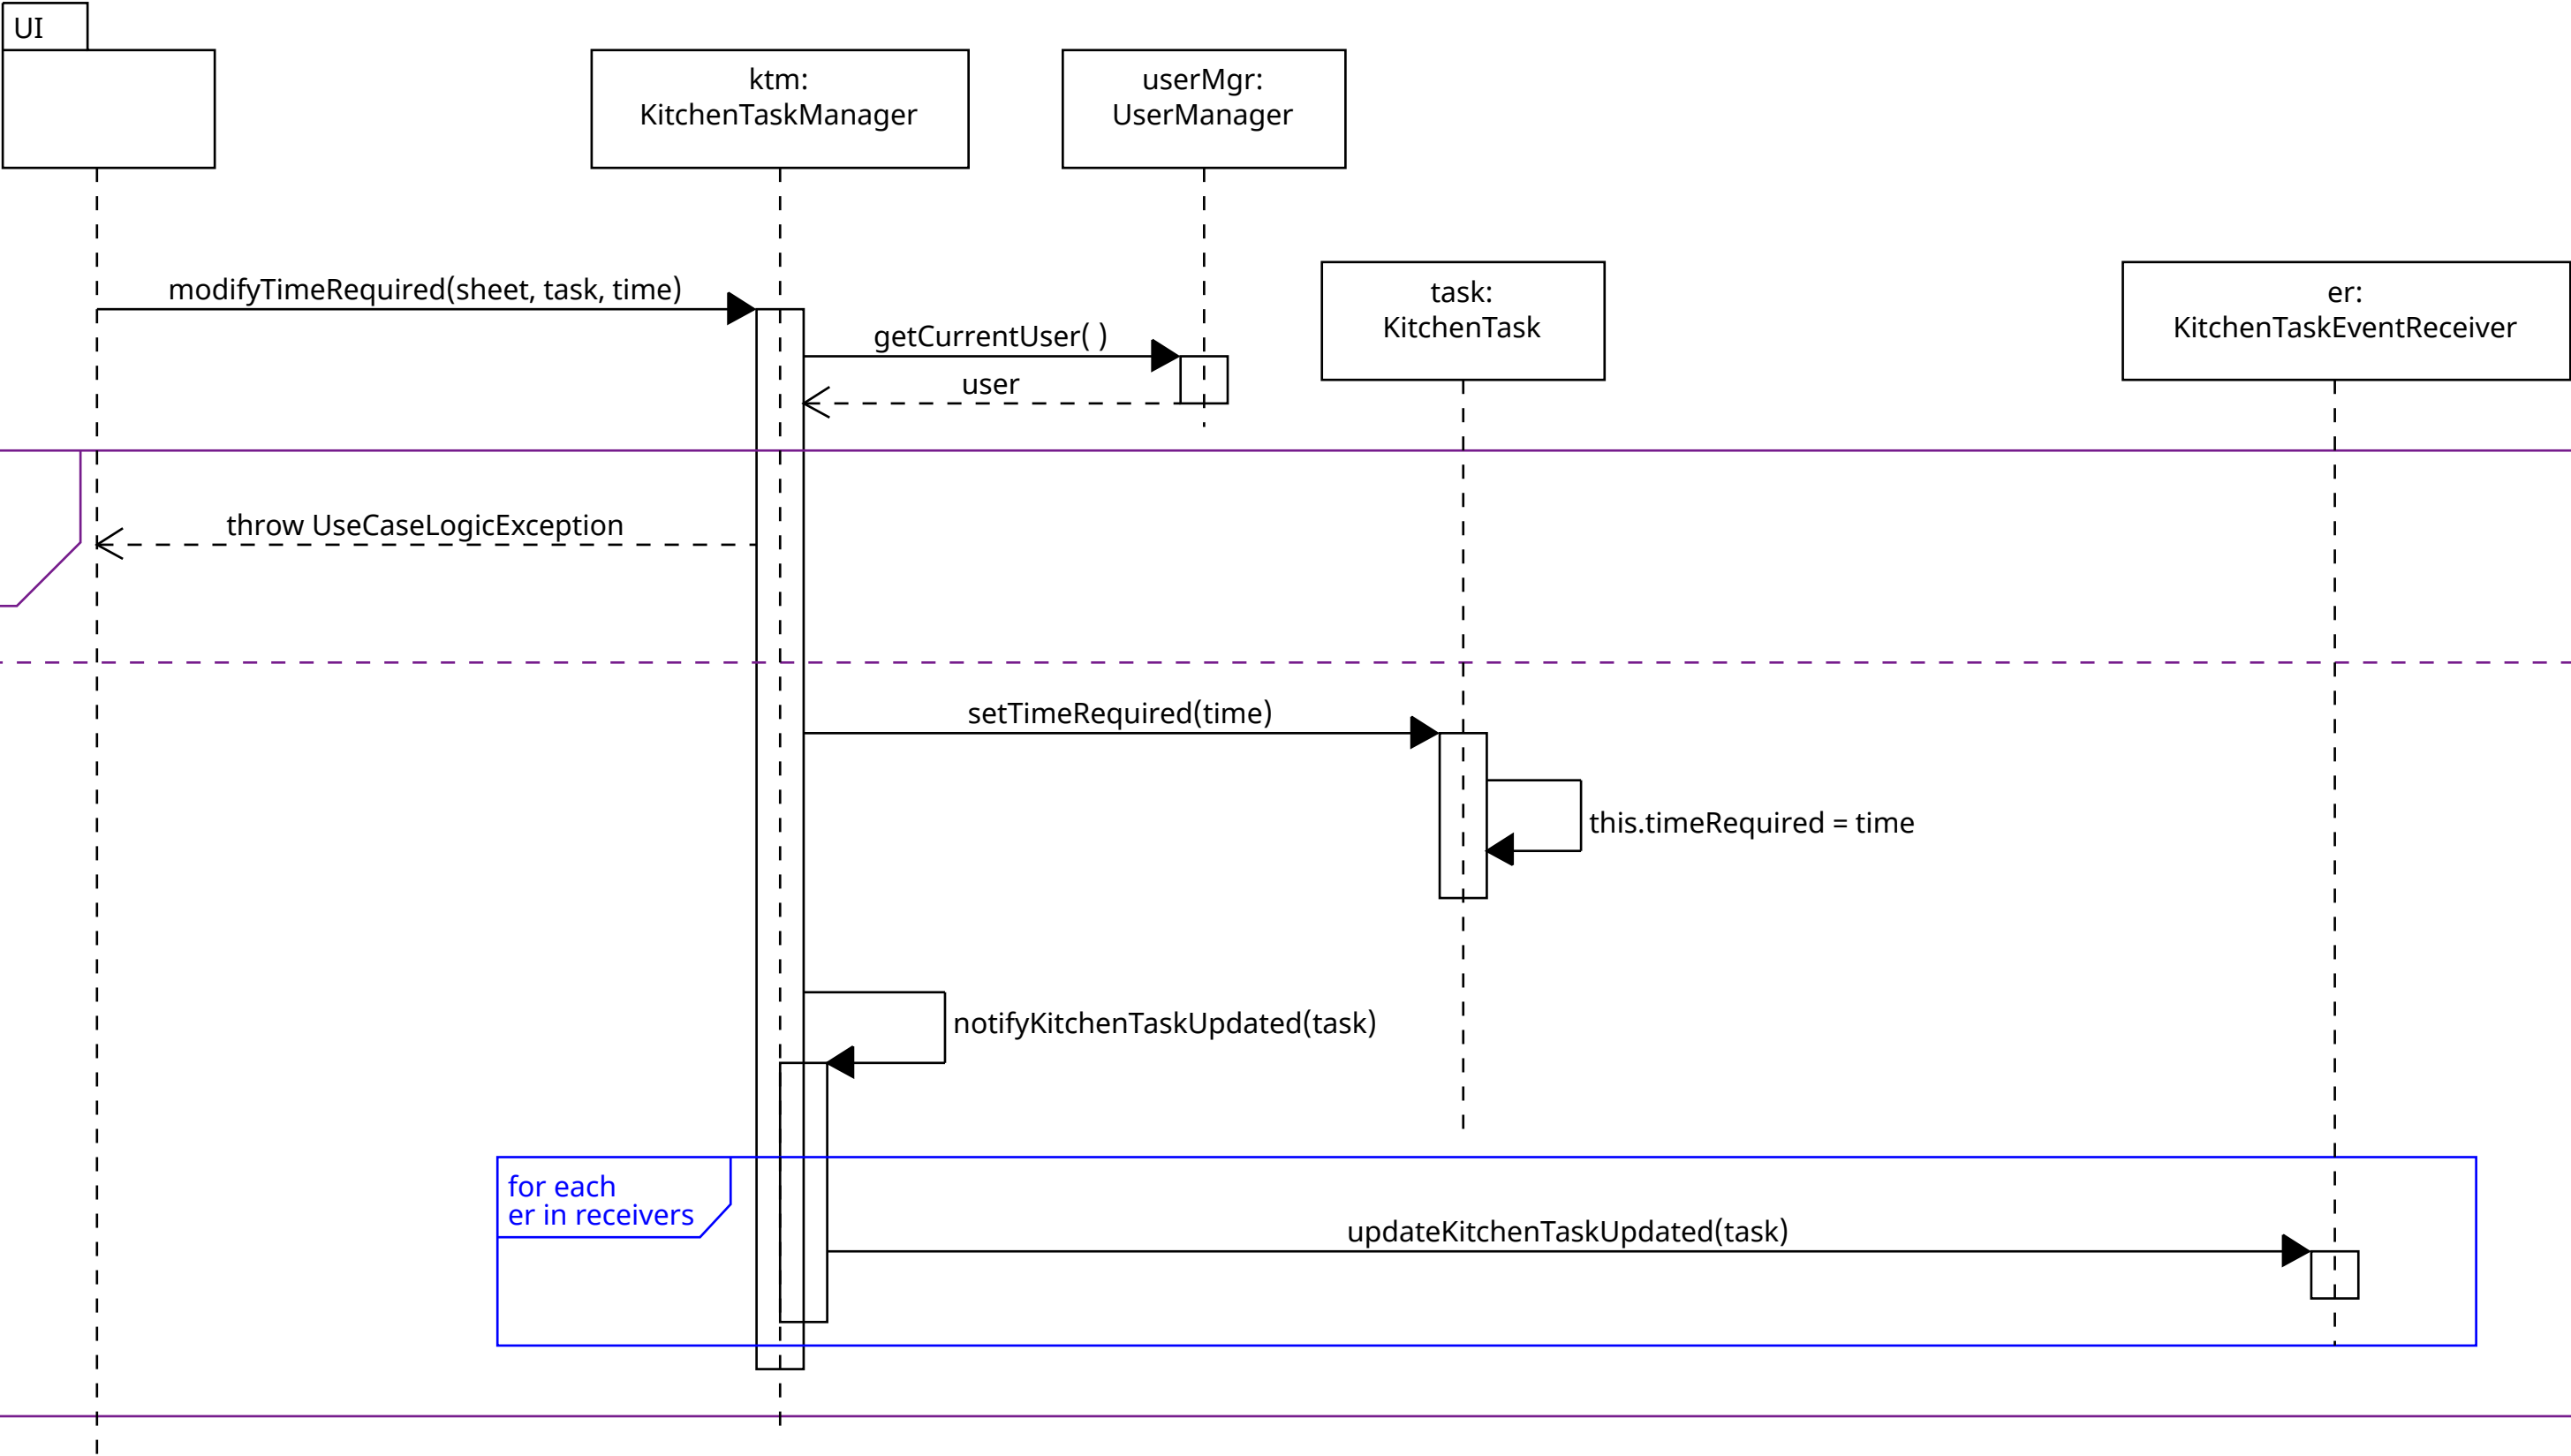 UI
ktm:
KitchenTaskManager
userMgr:
UserManager
modifyTimeRequired(sheet, task, time)
task:
KitchenTask
er:
KitchenTaskEventReceiver
getCurrentUser( )
user
throw UseCaseLogicException
setTimeRequired(time)
this.timeRequired = time
notifyKitchenTaskUpdated(task)
for each
er in receivers
updateKitchenTaskUpdated(task)